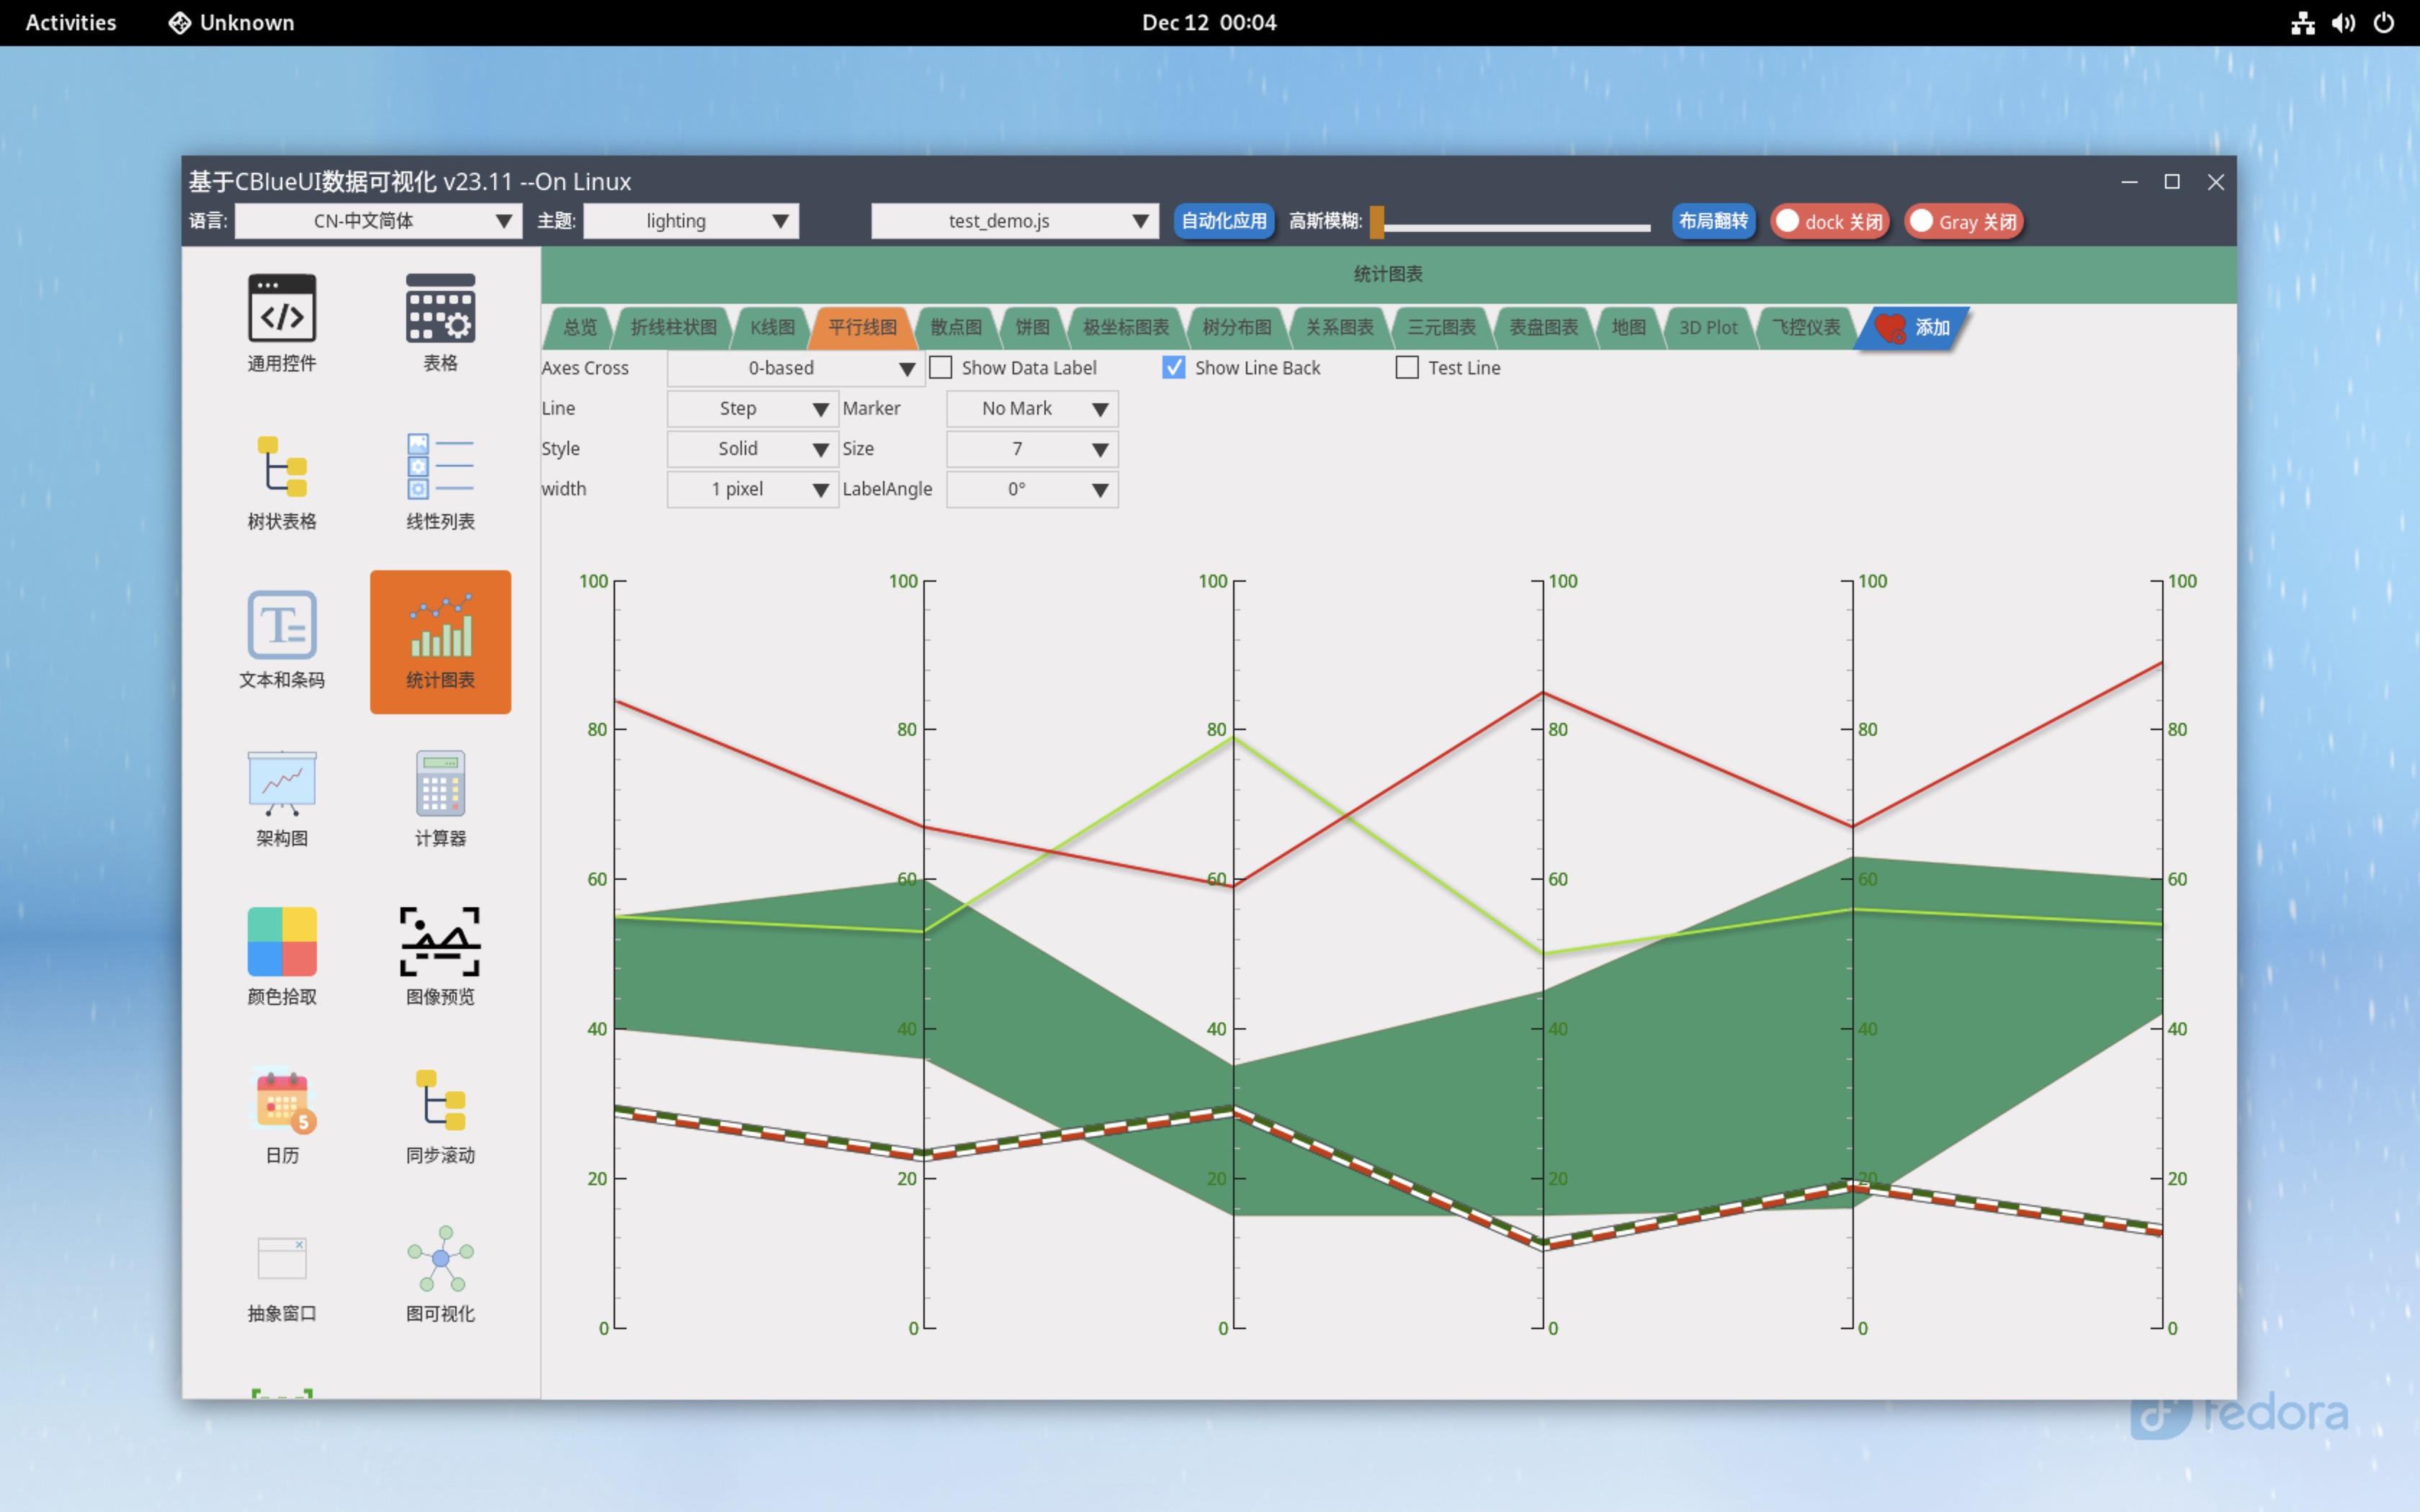 Activities Unknown Dec 12 00:04
基于CBlueUI数据可视化 v23.11 --On Linux
语言: CN-中文简体 主题: lighting test_demo.js 自动化应用 高斯模糊: 布局翻转 dock 关闭 Gray 关闭
统计图表
总览 折线柱状图 K线图 平行线图 散点图 饼图 极坐标图表 树分布图 关系图表 三元图表 表盘图表 地图 3D Plot 飞控仪表 添加
Axes Cross 0-based Show Data Label Show Line Back Test Line
Line Step Marker No Mark
Style Solid Size 7
width 1 pixel LabelAngle 0°
通用控件 表格
树状表格 线性列表
文本和条码 统计图表
架构图 计算器
颜色拾取 图像预览
5
日历 同步滚动
抽象窗口 图可视化
100 100 100 100 100 100
80 80 80 80 80 80
60 60 60 60 60 60
40 40 40 40 40 40
20 20 20 20 20 20
0 0 0 0 0 0
fedora